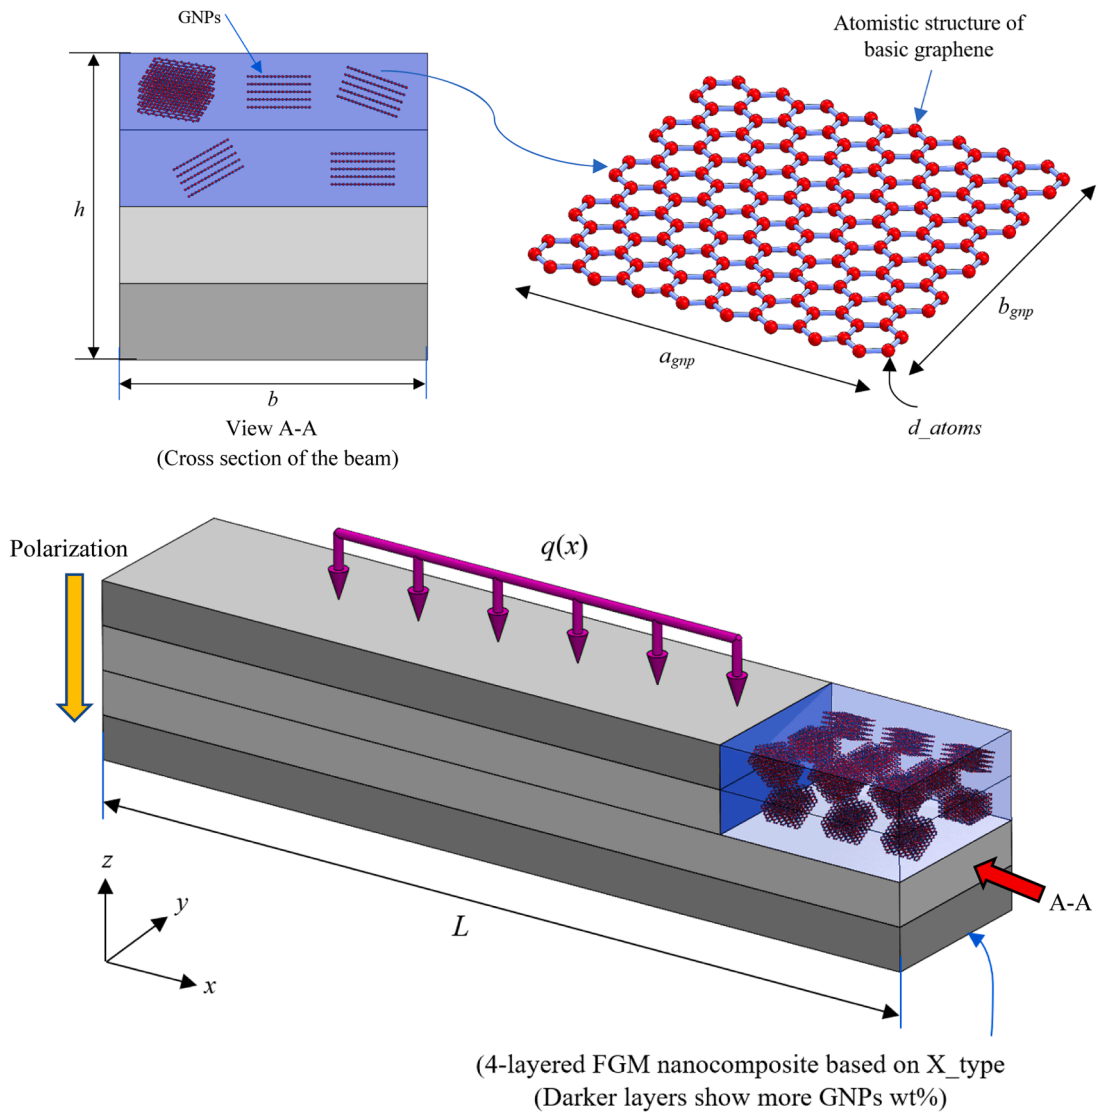 GNPs
Atomistic structure of
basic graphene
h
b
View A-A
(Cross section of the beam)
a_gnp
b_gnp
d_atoms
Polarization
q(x)
z
y
x
L
A-A
(4-layered FGM nanocomposite based on X_type
(Darker layers show more GNPs wt%)